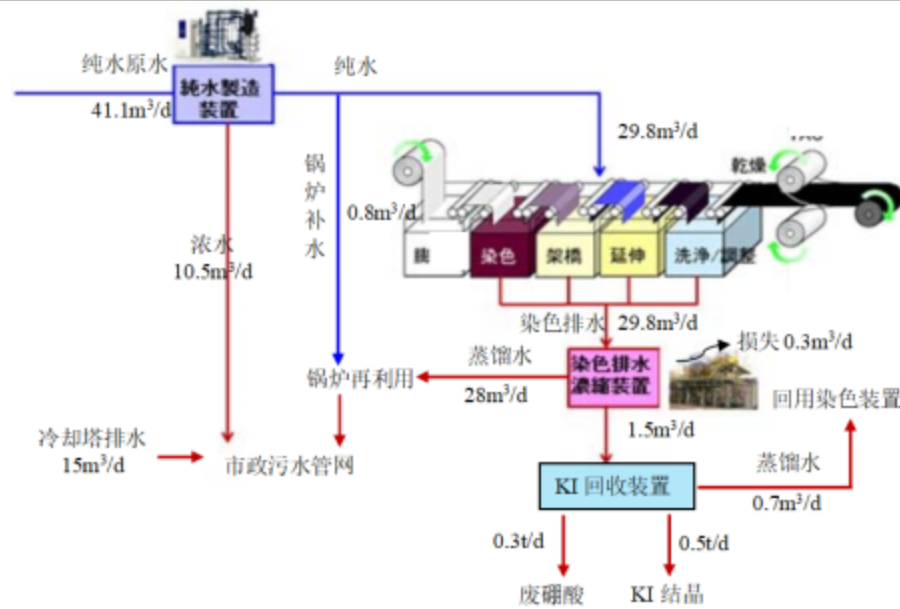 纯水原水
41.1m³/d
純水製造
装置
纯水
29.8m³/d
锅
炉
补
水
0.8m³/d
浓水
10.5m³/d
乾燥
染色
架橋
延伸
洗浄/調整
染色排水
29.8m³/d
染色排水
濃縮装置
损失 0.3m³/d
蒸馏水
28m³/d
锅炉再利用
回用染色装置
1.5m³/d
冷却塔排水
15m³/d
市政污水管网
KI 回收装置
蒸馏水
0.7m³/d
0.3t/d
0.5t/d
废硼酸
KI 结晶